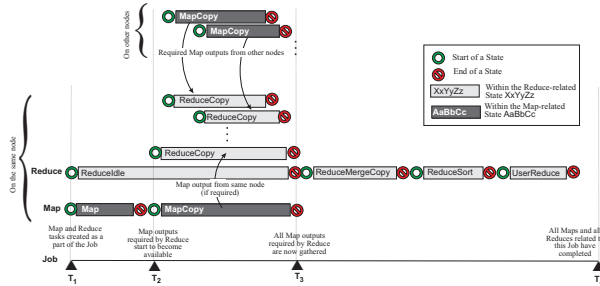 On other nodes
MapCopy
MapCopy
Required Map outputs from other nodes
Start of a State
End of a State
XxYyZz
Within the Reduce-related
State XxYyZz
AaBbCc
Within the Map-related
State AaBbCc
On the same node
ReduceCopy
ReduceCopy
ReduceCopy
Reduce
ReduceIdle
ReduceMergeCopy
ReduceSort
UserReduce
Map output from same node
(if required)
Map
Map
MapCopy
Map and Reduce
tasks created as a
part of the Job
Map outputs
required by Reduce
start to become
available
All Map outputs
required by Reduce
are now gathered
All Maps and all
Reduces related to
this Job have
completed
Job
T1
T2
T3